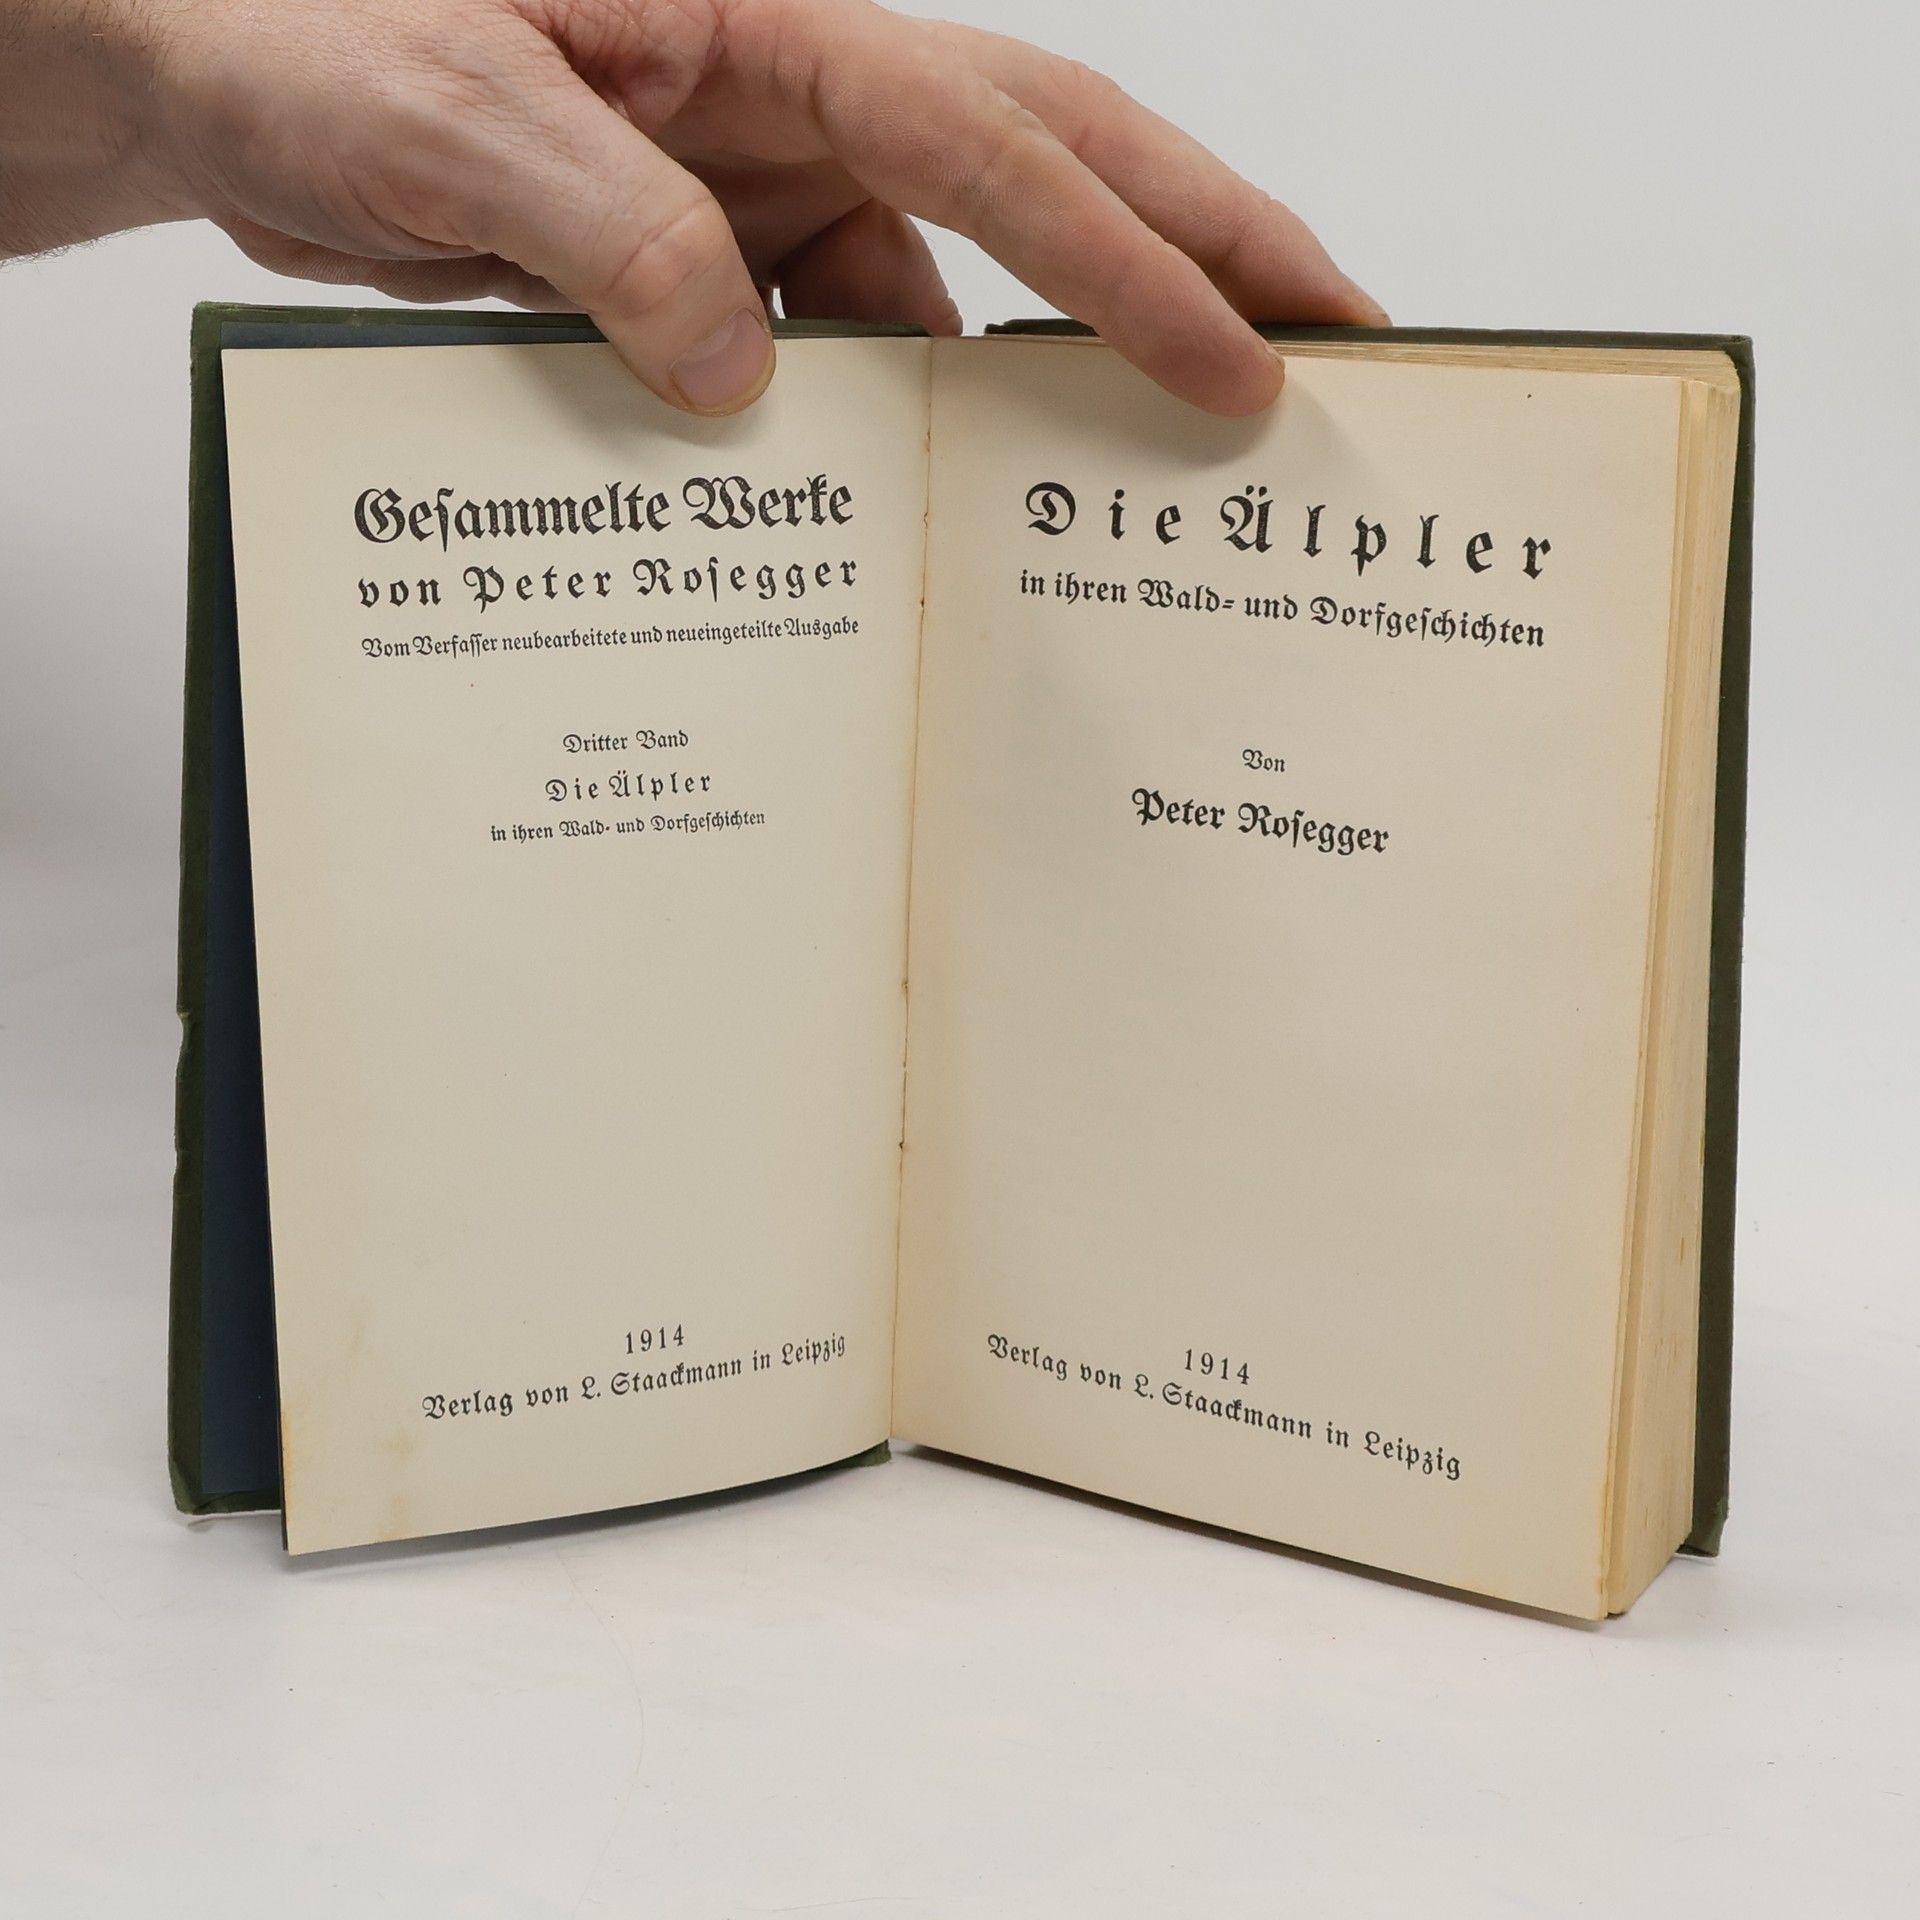 Gesammelte Werke
von Peter Rosegger
Vom Verfasser neubearbeitete und neueingeteilte Ausgabe
Dritter Band
Die Älpler
in ihren Wald- und Dorfgeschichten
1914
Verlag von L. Staackmann in Leipzig
Die Älpler
in ihren Wald- und Dorfgeschichten
Von
Peter Rosegger
1914
Verlag von L. Staackmann in Leipzig